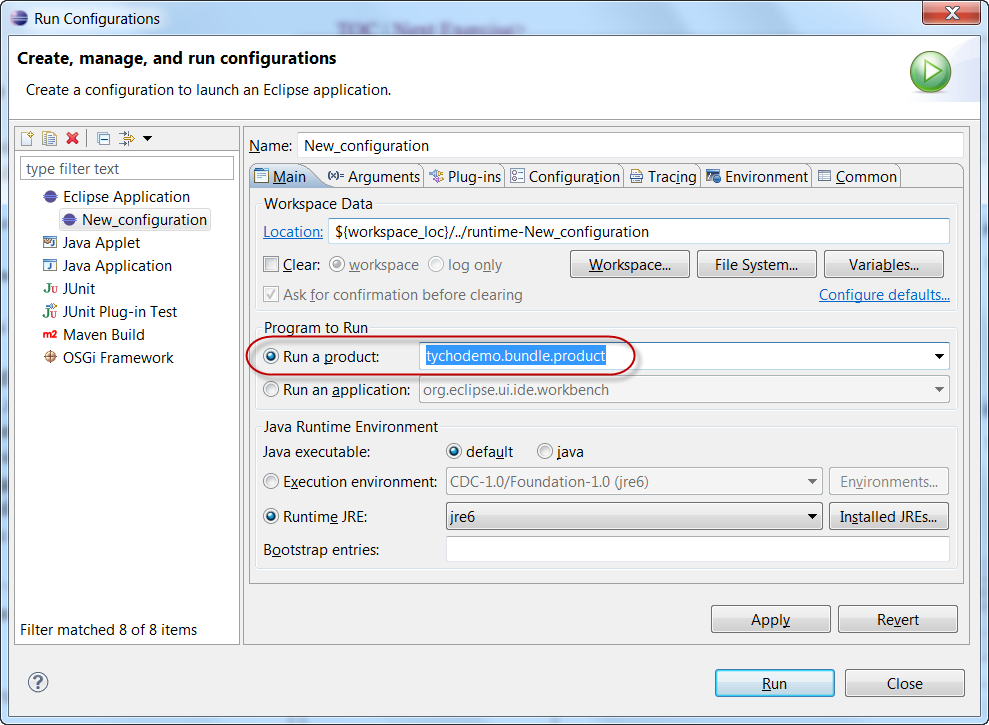 Run Configurations
Create, manage, and run configurations
Create a configuration to launch an Eclipse application.
type filter text
Eclipse Application
New_configuration
Java Applet
Java Application
Ju JUnit
JUnit Plug-in Test
m2 Maven Build
OSGi Framework
Filter matched 8 of 8 items
Name: New_configuration
Main (x)= Arguments Plug-ins Configuration Tracing Environment Common
Workspace Data
Location: ${workspace_loc}/../runtime-New_configuration
Clear: workspace log only Workspace... File System... Variables...
Ask for confirmation before clearing Configure defaults...
Program to Run
Run a product: tychodemo.bundle.product
Run an application: org.eclipse.ui.ide.workbench
Java Runtime Environment
Java executable: default java
Execution environment: CDC-1.0/Foundation-1.0 (jre6) Environments...
Runtime JRE: jre6 Installed JREs...
Bootstrap entries:
Apply Revert
? Run Close